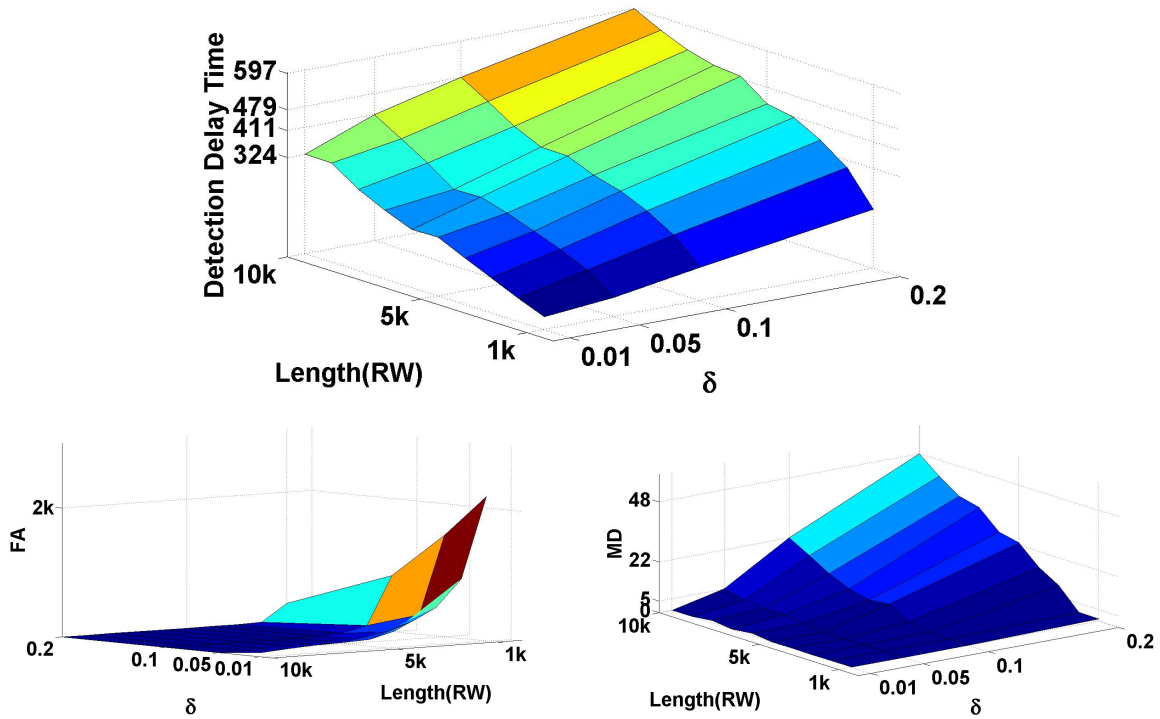 Detection Delay Time
597
479
411
324
10k
5k
1k
Length(RW)
0.01
0.05
0.1
0.2
δ
FA
2k
0.2
0.1
0.05
0.01
δ
10k
5k
1k
Length(RW)
MD
48
22
5
0
10k
5k
1k
Length(RW)
0.01
0.05
0.1
0.2
δ